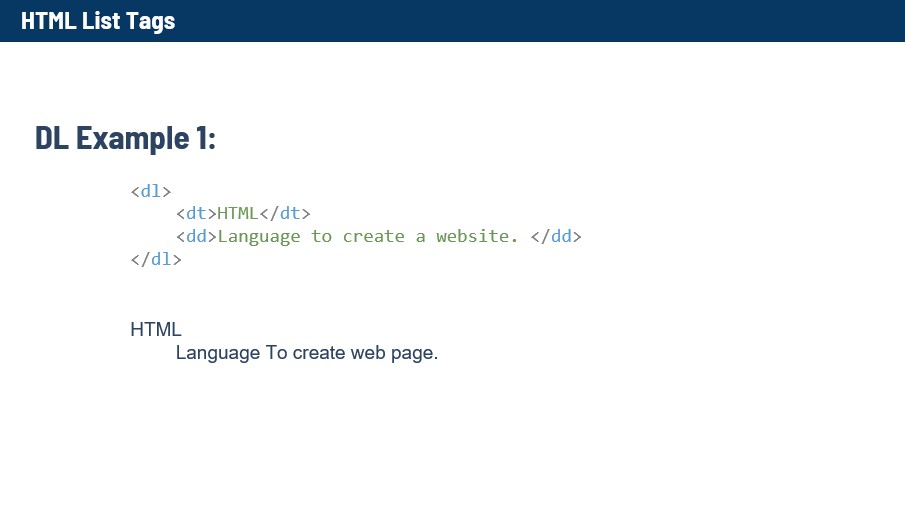 HTML List Tags
DL Example 1:
<dl>
<dt>HTML</dt>
<dd>Language to create a website. </dd>
</dl>
HTML
Language To create web page.